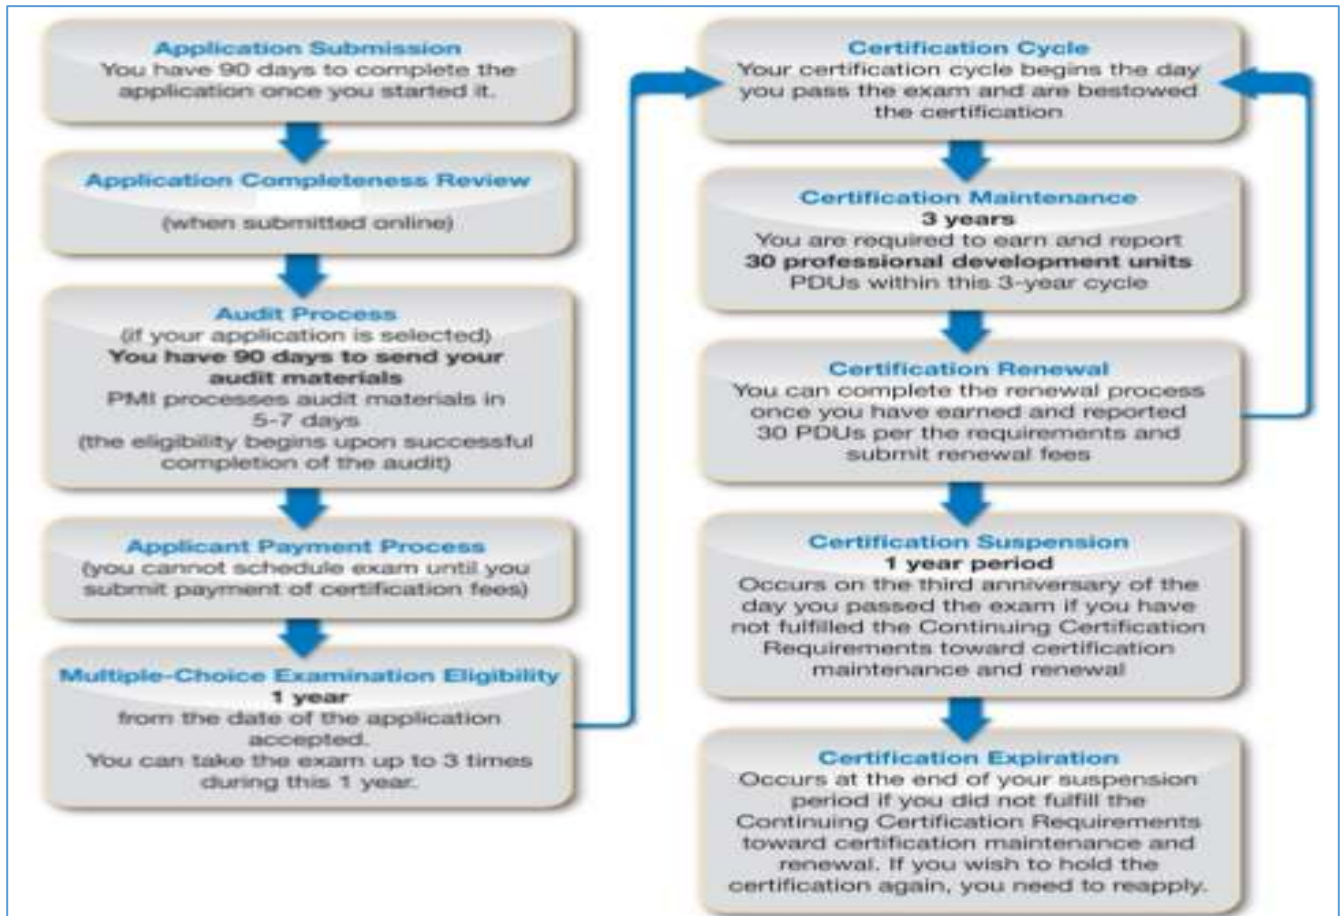 Application Submission
You have 90 days to complete the
application once you started it.
Application Completeness Review
(when submitted online)
Audit Process
(if your application is selected)
You have 90 days to send your
audit materials
PMI processes audit materials in
5-7 days
(the eligibility begins upon successful
completion of the audit)
Applicant Payment Process
(you cannot schedule exam until you
submit payment of certification fees)
Multiple-Choice Examination Eligibility
1 year
from the date of the application
accepted.
You can take the exam up to 3 times
during this 1 year.
Certification Cycle
Your certification cycle begins the day
you pass the exam and are bestowed
the certification
Certification Maintenance
3 years
You are required to earn and report
30 professional development units
PDUs within this 3-year cycle
Certification Renewal
You can complete the renewal process
once you have earned and reported
30 PDUs per the requirements and
submit renewal fees
Certification Suspension
1 year period
Occurs on the third anniversary of the
day you passed the exam if you have
not fulfilled the Continuing Certification
Requirements toward certification
maintenance and renewal
Certification Expiration
Occurs at the end of your suspension
period if you did not fulfill the
Continuing Certification Requirements
toward certification maintenance and
renewal. If you wish to hold the
certification again, you need to reapply.